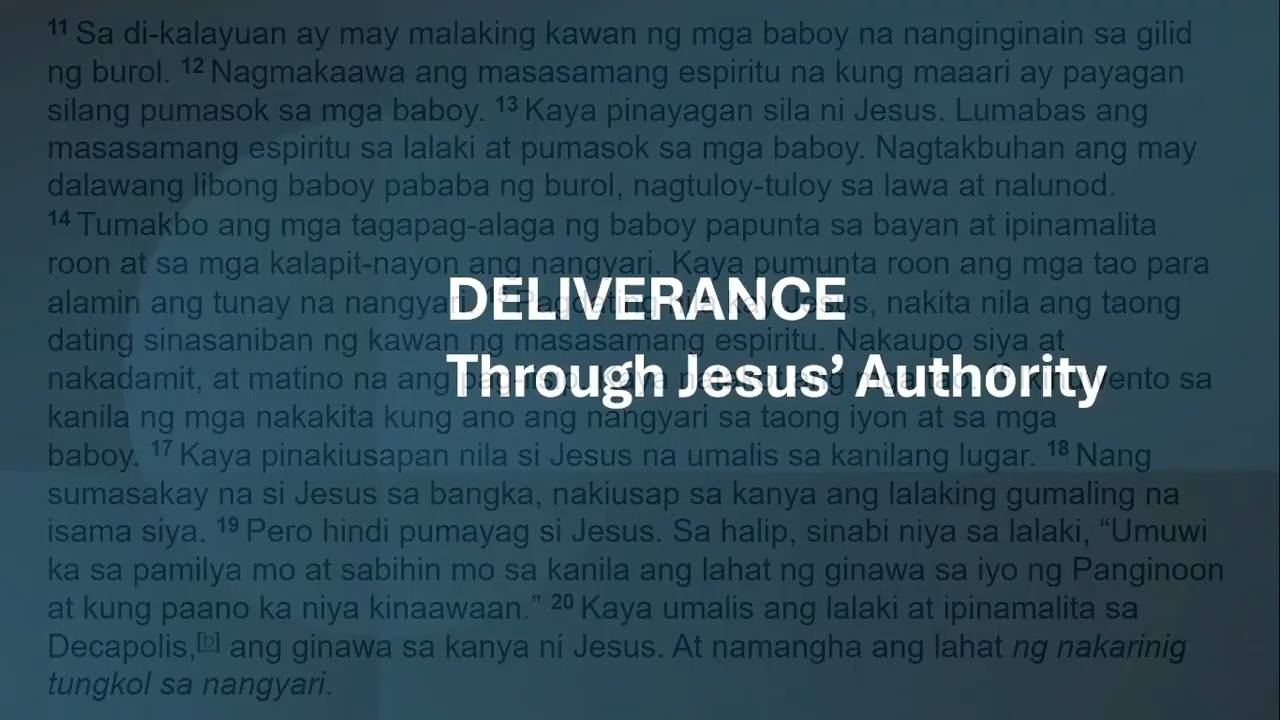 11 Sa di-kalayuan ay may malaking kawan ng mga baboy na nanginginain sa gilid
ng burol. 12 Nagmakaawa ang masasamang espiritu na kung maaari ay payagan
silang pumasok sa mga baboy. 13 Kaya pinayagan sila ni Jesus. Lumabas ang
masasamang espiritu sa lalaki at pumasok sa mga baboy. Nagtakbuhan ang may
dalawang libong baboy pababa ng burol, nagtuloy-tuloy sa lawa at nalunod.
14 Tumakbo ang mga tagapag-alaga ng baboy papunta sa bayan at ipinamalita
roon at sa mga kalapit-nayon ang nangyari. Kaya pumunta roon ang mga tao para
alamin ang tunay na nangyari. Pagdating nila kay Jesus, nakita nila ang taong
DELIVERANCE
dating sinasaniban ng kawan ng masasamang espiritu. Nakaupo siya at
nakadamit, at matino na ang sa
Through Jesus’ Authority
kanila ng mga nakakita kung ano ang nangyari sa taong iyon at sa mga
baboy. 17 Kaya pinakiusapan nila si Jesus na umalis sa kanilang lugar. 18 Nang
sumasakay na si Jesus sa bangka, nakiusap sa kanya ang lalaking gumaling na
isama siya. 19 Pero hindi pumayag si Jesus. Sa halip, sinabi niya sa lalaki, “Umuwi
ka sa pamilya mo at sabihin mo sa kanila ang lahat ng ginawa sa iyo ng Panginoon
at kung paano ka niya kinaawaan.” 20 Kaya umalis ang lalaki at ipinamalita sa
Decapolis,[b] ang ginawa sa kanya ni Jesus. At namangha ang lahat ng nakarinig
tungkol sa nangyari.